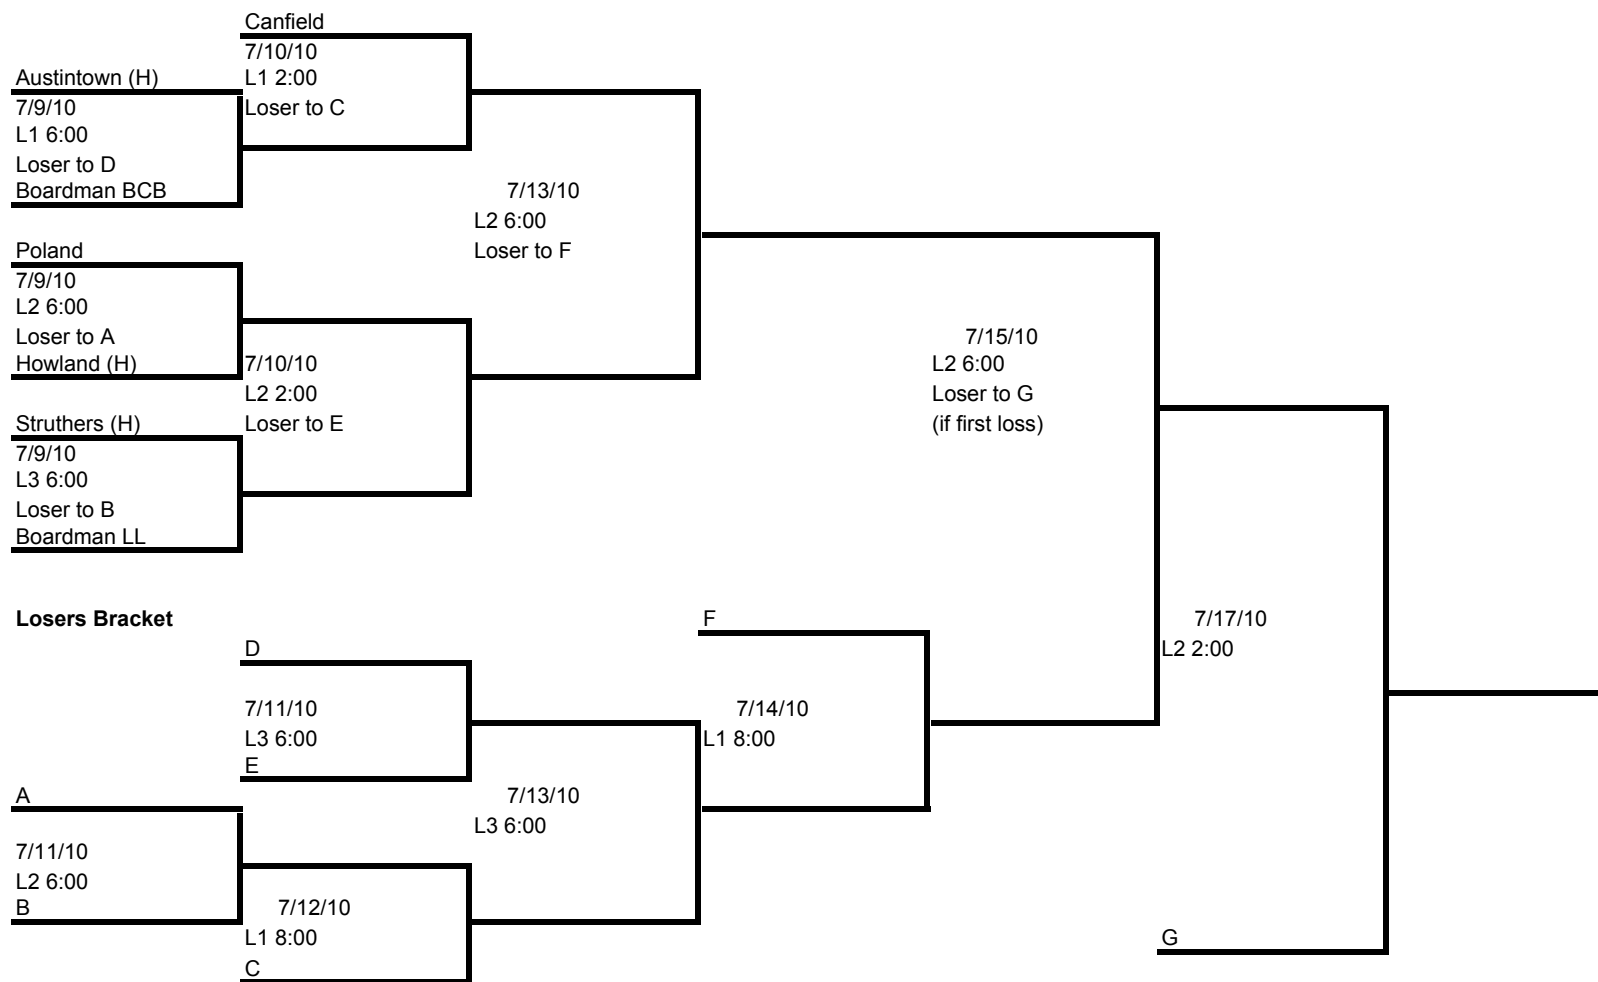 Canfield
7/10/10
L1 2:00
Loser to C
Austintown (H)
7/9/10
L1 6:00
Loser to D
Boardman BCB
7/13/10
L2 6:00
Loser to F
Poland
7/9/10
L2 6:00
Loser to A
Howland (H)
7/10/10
L2 2:00
Loser to E
7/15/10
L2 6:00
Loser to G
(if first loss)
Struthers (H)
7/9/10
L3 6:00
Loser to B
Boardman LL
Losers Bracket
F
7/17/10
L2 2:00
D
7/11/10
L3 6:00
E
7/14/10
L1 8:00
A
7/11/10
L2 6:00
B
7/13/10
L3 6:00
7/12/10
L1 8:00
C
G